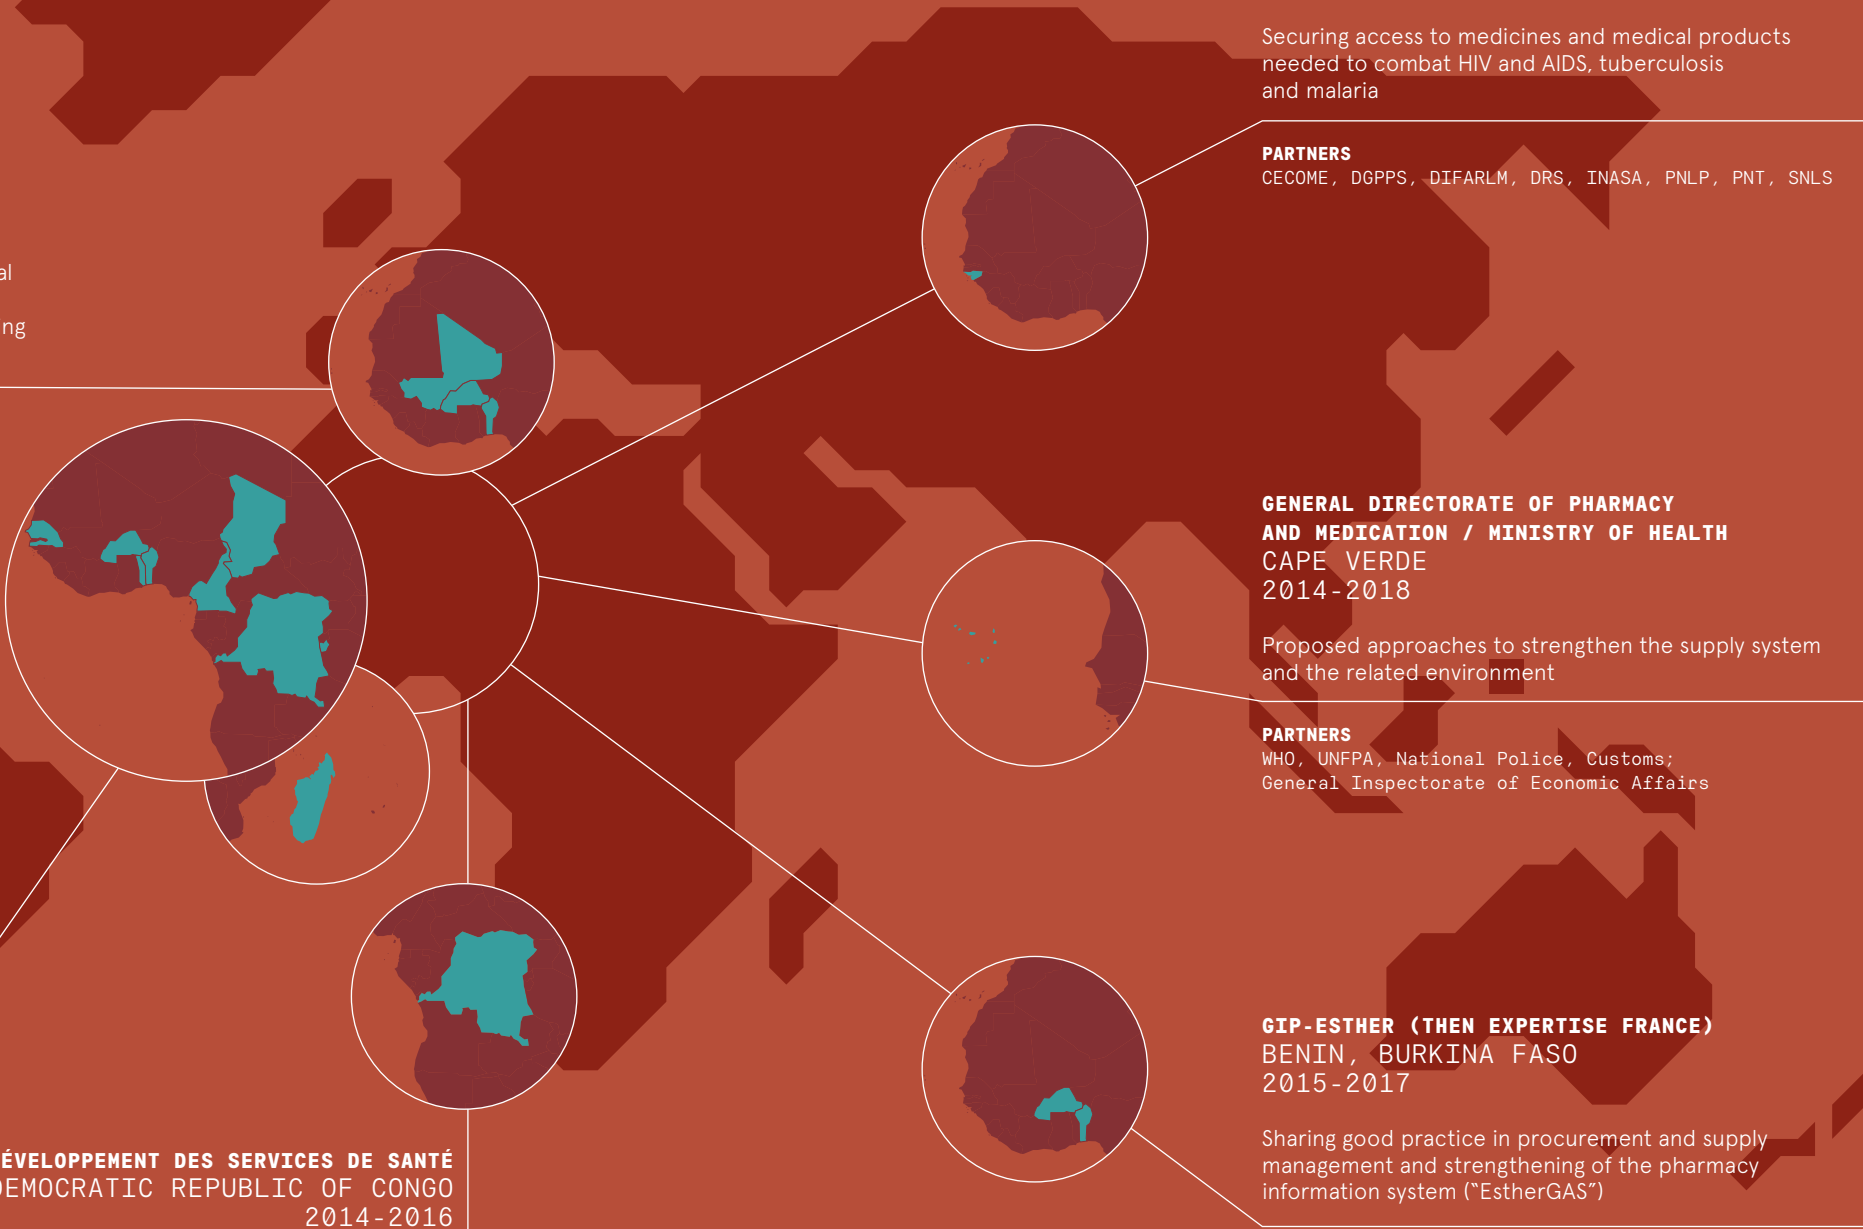 Securing access to medicines and medical products
needed to combat HIV and AIDS, tuberculosis
and malaria
PARTNERS
CECOME, DGPPS, DIFARLM, DRS, INASA, PNLP, PNT, SNLS
al
ng
GENERAL DIRECTORATE OF PHARMACY
AND MEDICATION / MINISTRY OF HEALTH
CAPE VERDE
2014-2018
Proposed approaches to strengthen the supply system
and the related environment
PARTNERS
WHO, UNFPA, National Police, Customs;
General Inspectorate of Economic Affairs
GIP-ESTHER (THEN EXPERTISE FRANCE)
BENIN, BURKINA FASO
2015-2017
Sharing good practice in procurement and supply
management and strengthening of the pharmacy
information system (“EstherGAS”)
ÉVELOPPEMENT DES SERVICES DE SANTÉ
DEMOCRATIC REPUBLIC OF CONGO
2014-2016